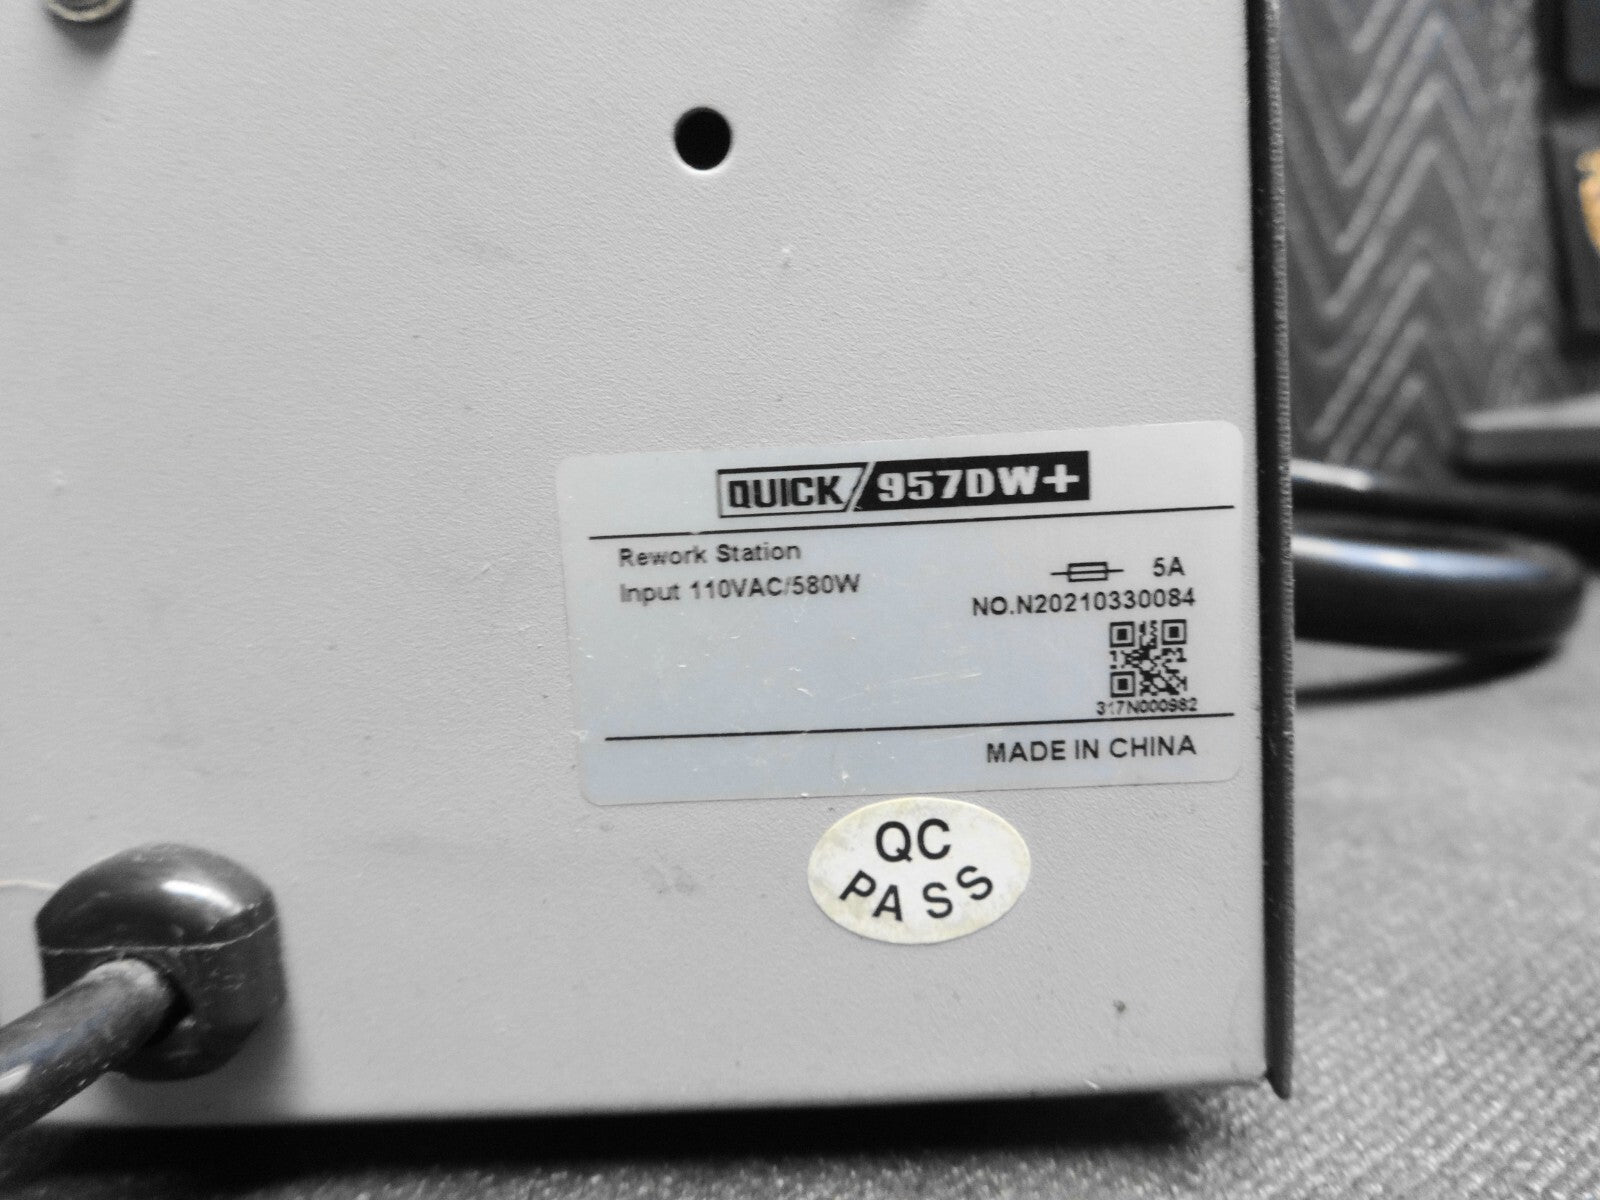 QUICK 957DW+
Rework Station
Input 110VAC/580W
5A
NO.N20210330084
317N000982
MADE IN CHINA
QC
PASS